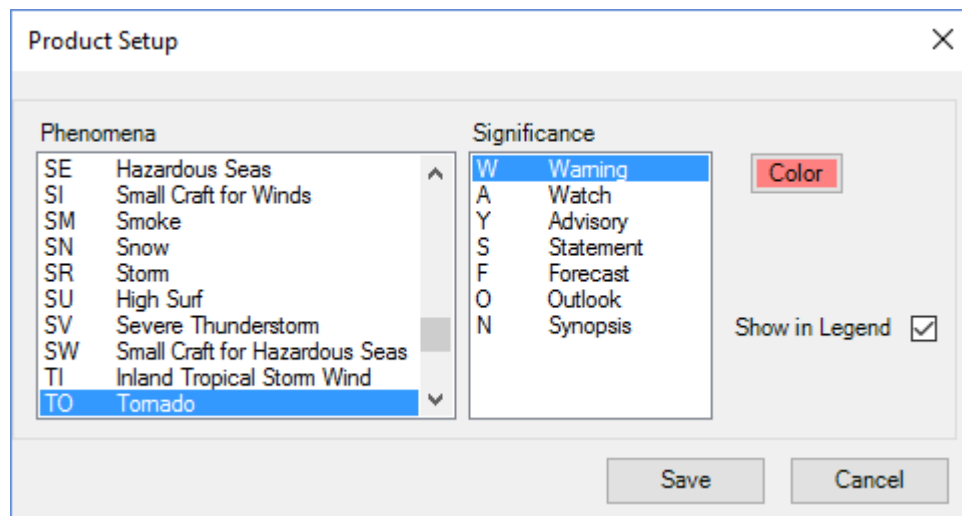 Product Setup
Phenomena
SE Hazardous Seas
SI Small Craft for Winds
SM Smoke
SN Snow
SR Storm
SU High Surf
SV Severe Thunderstorm
SW Small Craft for Hazardous Seas
TI Inland Tropical Storm Wind
TO Tornado
Significance
W Warning
A Watch
Y Advisory
S Statement
F Forecast
O Outlook
N Synopsis
Color
Show in Legend
Save Cancel